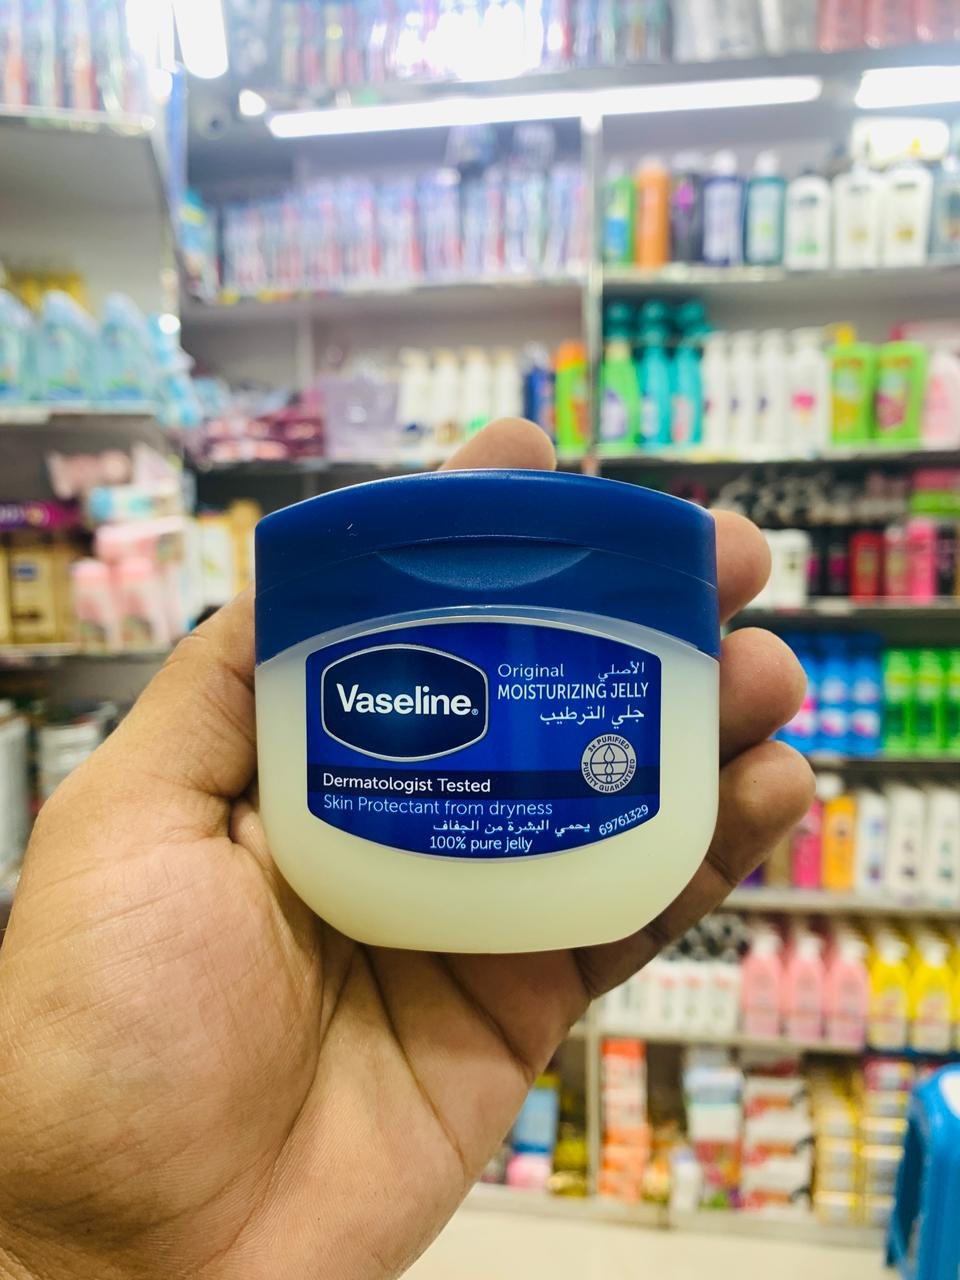 Vaseline®
Original الأصلي
MOISTURIZING JELLY
جلي الترطيب
3x PURIFIED
PURITY GUARANTEED
Dermatologist Tested
Skin Protectant from dryness
يحمي البشرة من الجفاف
69761329
100% pure jelly